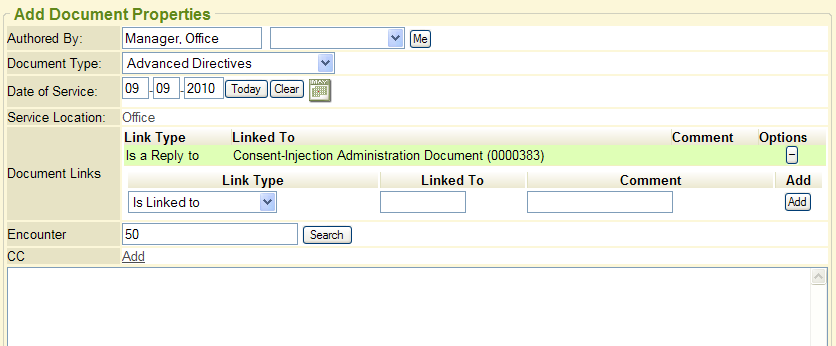 Add Document Properties
Authored By: Manager, Office Me
Document Type: Advanced Directives
Date of Service: 09 - 09 - 2010 Today Clear
Service Location: Office
Link Type Linked To Comment Options
Is a Reply to Consent-Injection Administration Document (0000383) −
Document Links
Link Type Linked To Comment Add
Is Linked to Add
Encounter 50 Search
CC Add